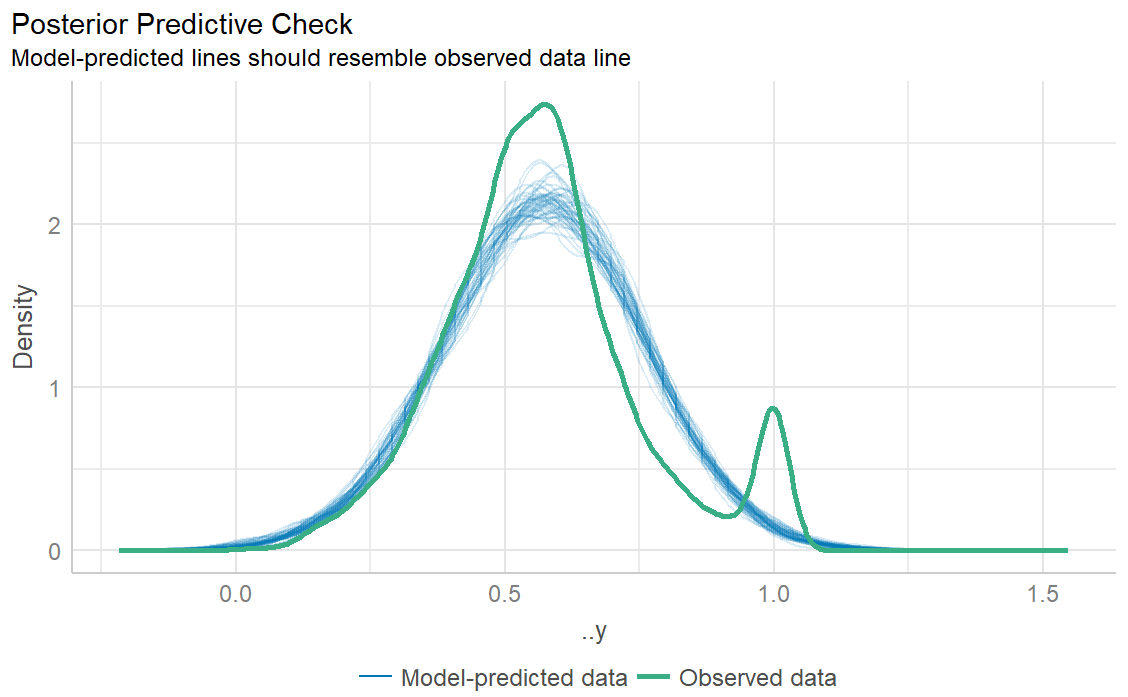 Posterior Predictive Check
Model-predicted lines should resemble observed data line
Density
2
1
0
0.0 0.5 1.0 1.5
..y
Model-predicted data Observed data